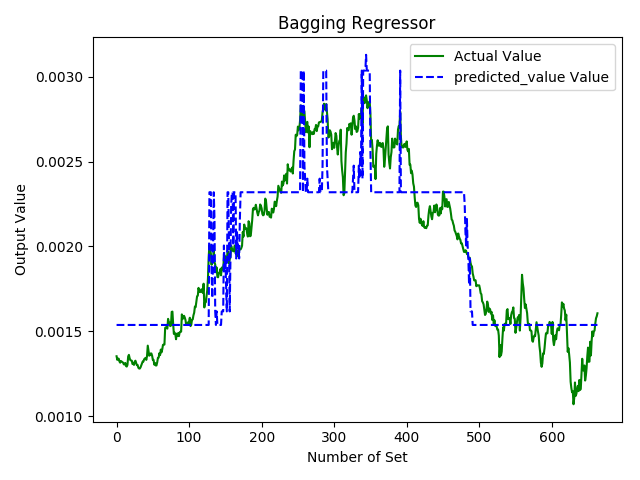 Bagging Regressor
Actual Value
predicted_value Value
0.0030
0.0025
0.0020
0.0015
0.0010
Output Value
0 100 200 300 400 500 600
Number of Set